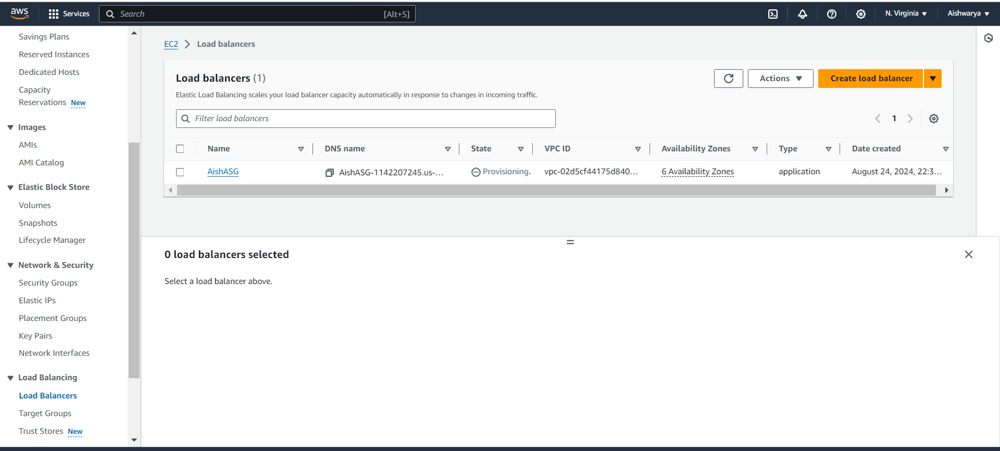 aws
Services
Search
[Alt+S]
N. Virginia
Aishwarya
Savings Plans
Reserved Instances
Dedicated Hosts
Capacity
Reservations New
Images
AMIs
AMI Catalog
Elastic Block Store
Volumes
Snapshots
Lifecycle Manager
Network & Security
Security Groups
Elastic IPs
Placement Groups
Key Pairs
Network Interfaces
Load Balancing
Load Balancers
Target Groups
Trust Stores New
EC2
Load balancers
Load balancers (1)
Actions
Create load balancer
Elastic Load Balancing scales your load balancer capacity automatically in response to changes in incoming traffic.
Filter load balancers
1
Name DNS name State VPC ID Availability Zones Type Date created
AishASG AishASG-1142207245.us-... Provisioning. vpc-02d5cf44175d840... 6 Availability Zones application August 24, 2024, 22:3...
0 load balancers selected
Select a load balancer above.